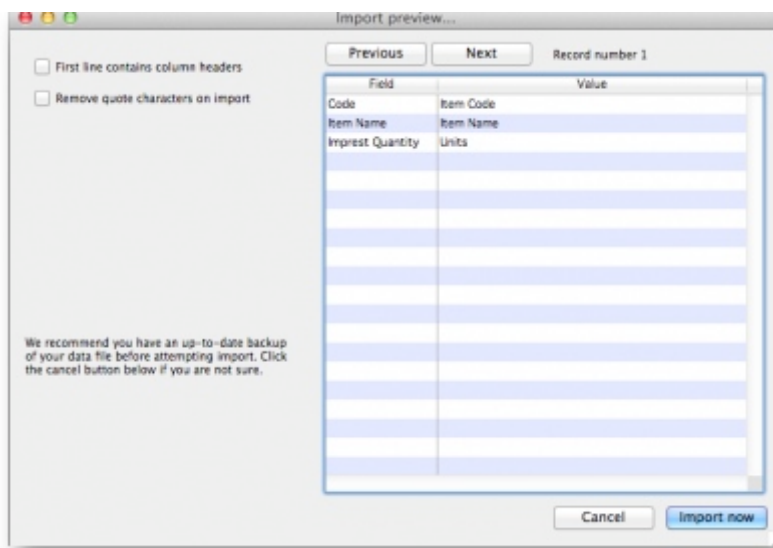 Import preview...
First line contains column headers
Remove quote characters on import
Previous Next Record number 1
Field Value
Code Item Code
Item Name Item Name
Imprest Quantity Units
We recommend you have an up-to-date backup
of your data file before attempting import. Click
the cancel button below if you are not sure.
Cancel Import now